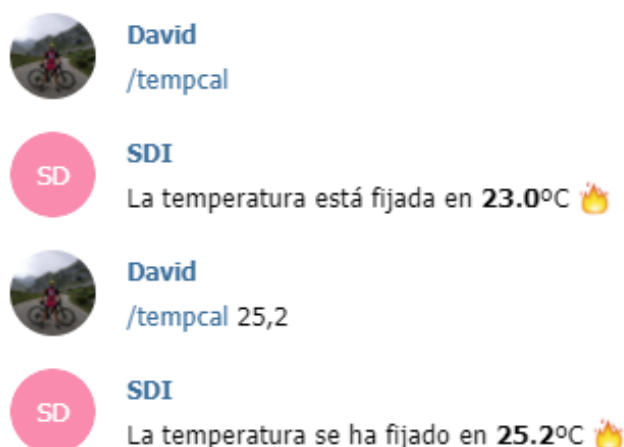 David
/tempcal
SD
SDI
La temperatura está fijada en 23.0ºC 🔥
David
/tempcal 25,2
SD
SDI
La temperatura se ha fijado en 25.2ºC 🔥